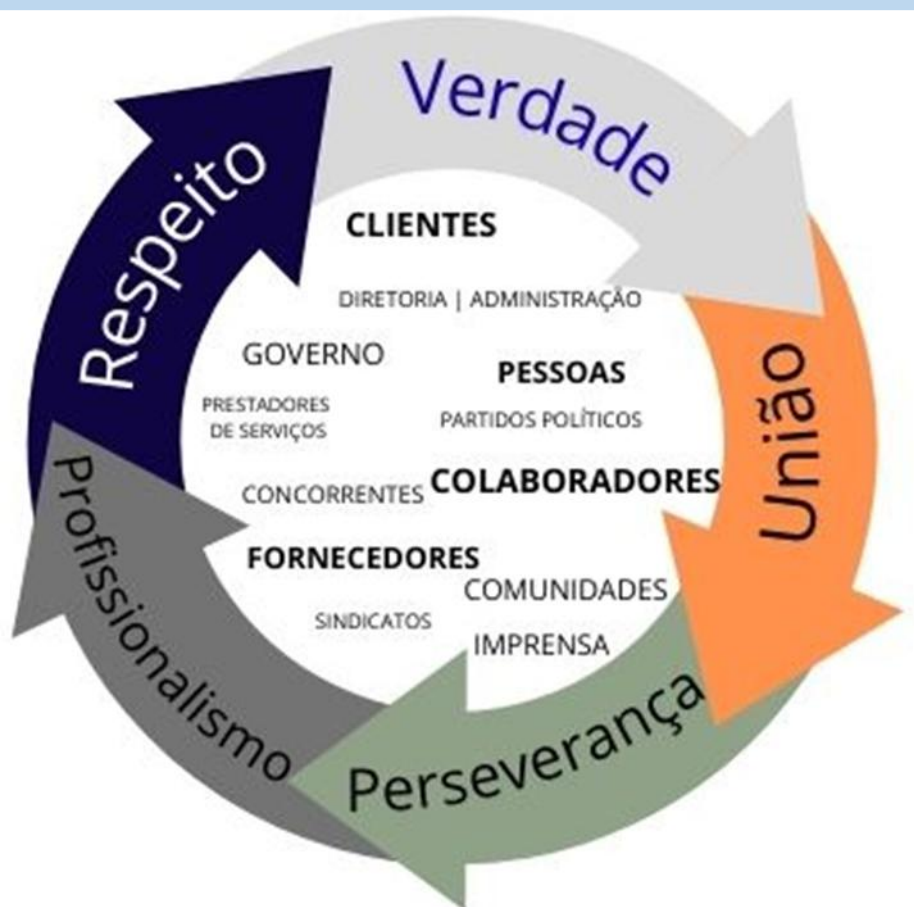 Verdade
Respeito
CLIENTES
DIRETORIA | ADMINISTRAÇÃO
GOVERNO
PESSOAS
PRESTADORES
DE SERVIÇOS
PARTIDOS POLÍTICOS
União
COLABORADORES
CONCORRENTES
Profissionalismo
FORNECEDORES
COMUNIDADES
SINDICATOS
IMPRENSA
Perseverança